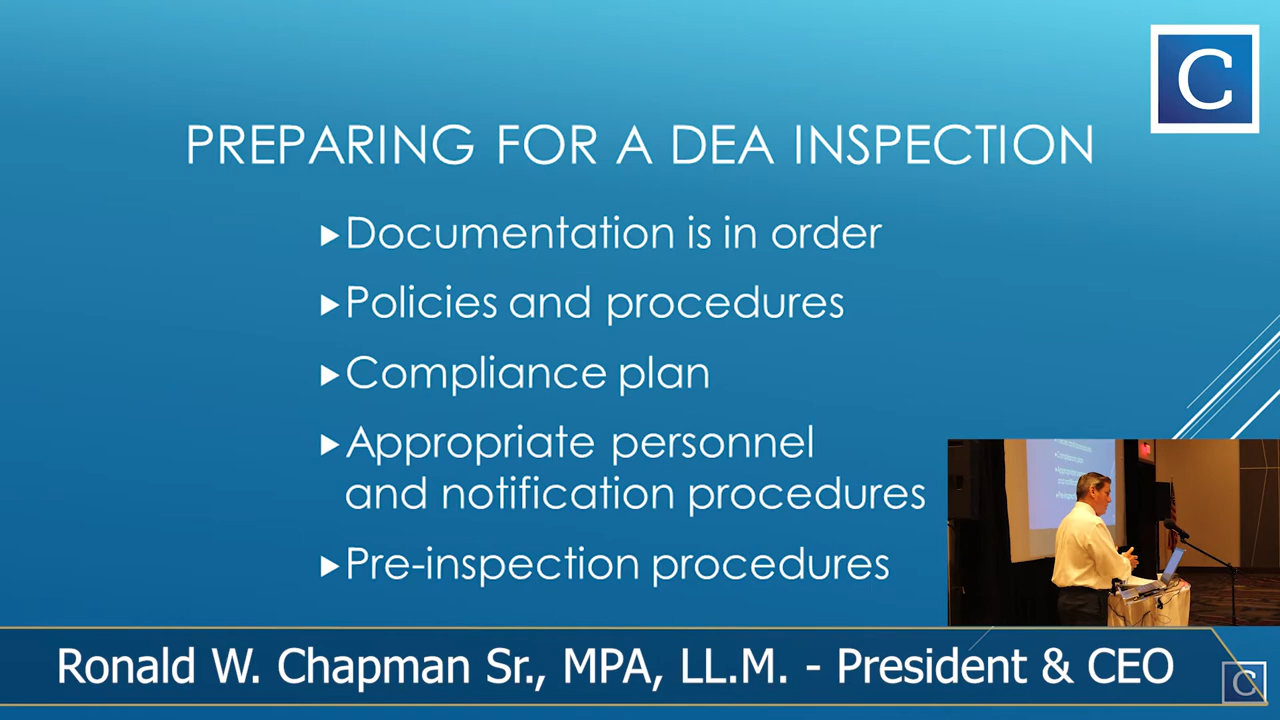 C
PREPARING FOR A DEA INSPECTION
▶Documentation is in order
▶Policies and procedures
▶Compliance plan
▶Appropriate personnel
and notification procedures
▶Pre-inspection procedures
Ronald W. Chapman Sr., MPA, LL.M. - President & CEO
C